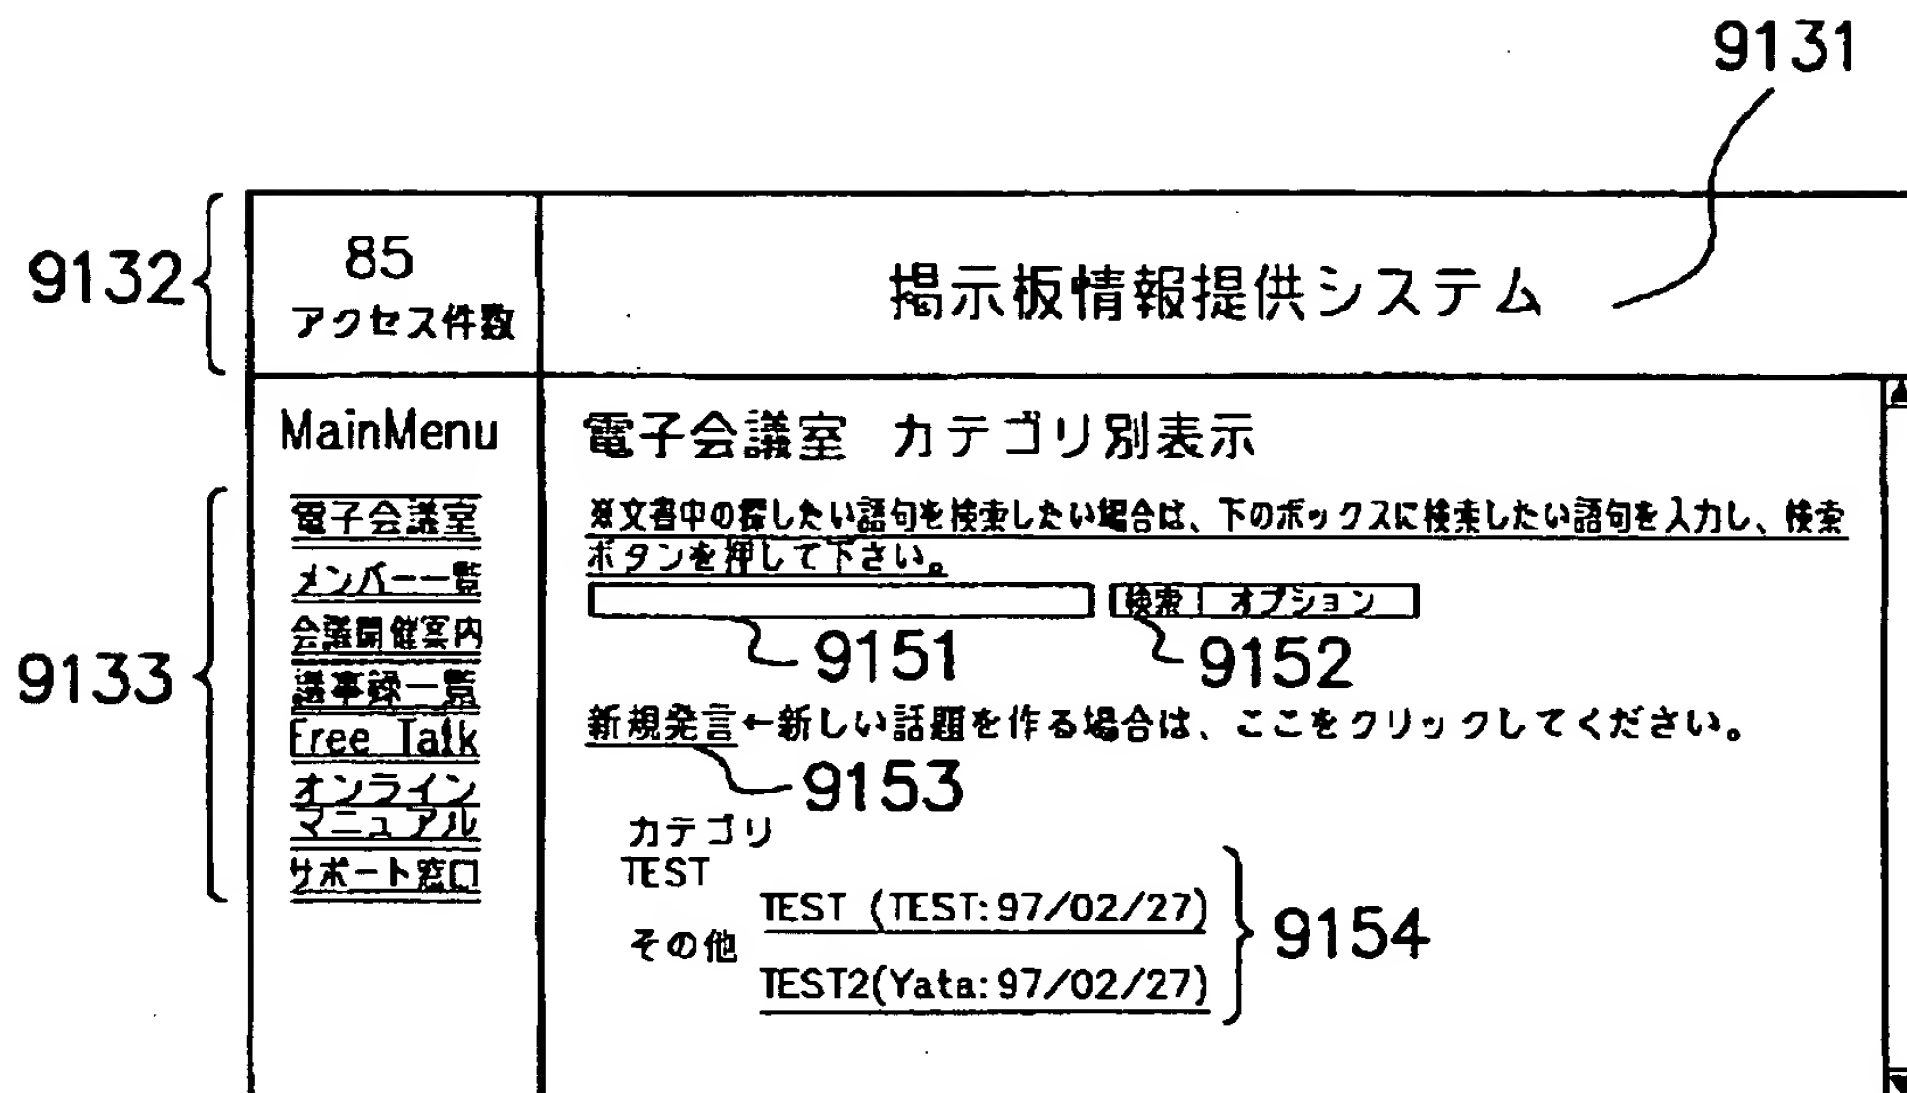 9131
9132
85
アクセス件数
掲示板情報提供システム
MainMenu
電子会議室 カテゴリ別表示
9133
電子会議室
メンバー一覧
会議開催案内
議事録一覧
Free Talk
オンライン
マニュアル
サポート窓口
※文書中の探したい語句を検索したい場合は、下のボックスに検索したい語句を入力し、検索
ボタンを押して下さい。
検索 オプション
9151
9152
新規発言←新しい話題を作る場合は、ここをクリックしてください。
9153
カテゴリ
TEST
TEST (TEST:97/02/27)
その他
TEST2(Yata:97/02/27)
9154